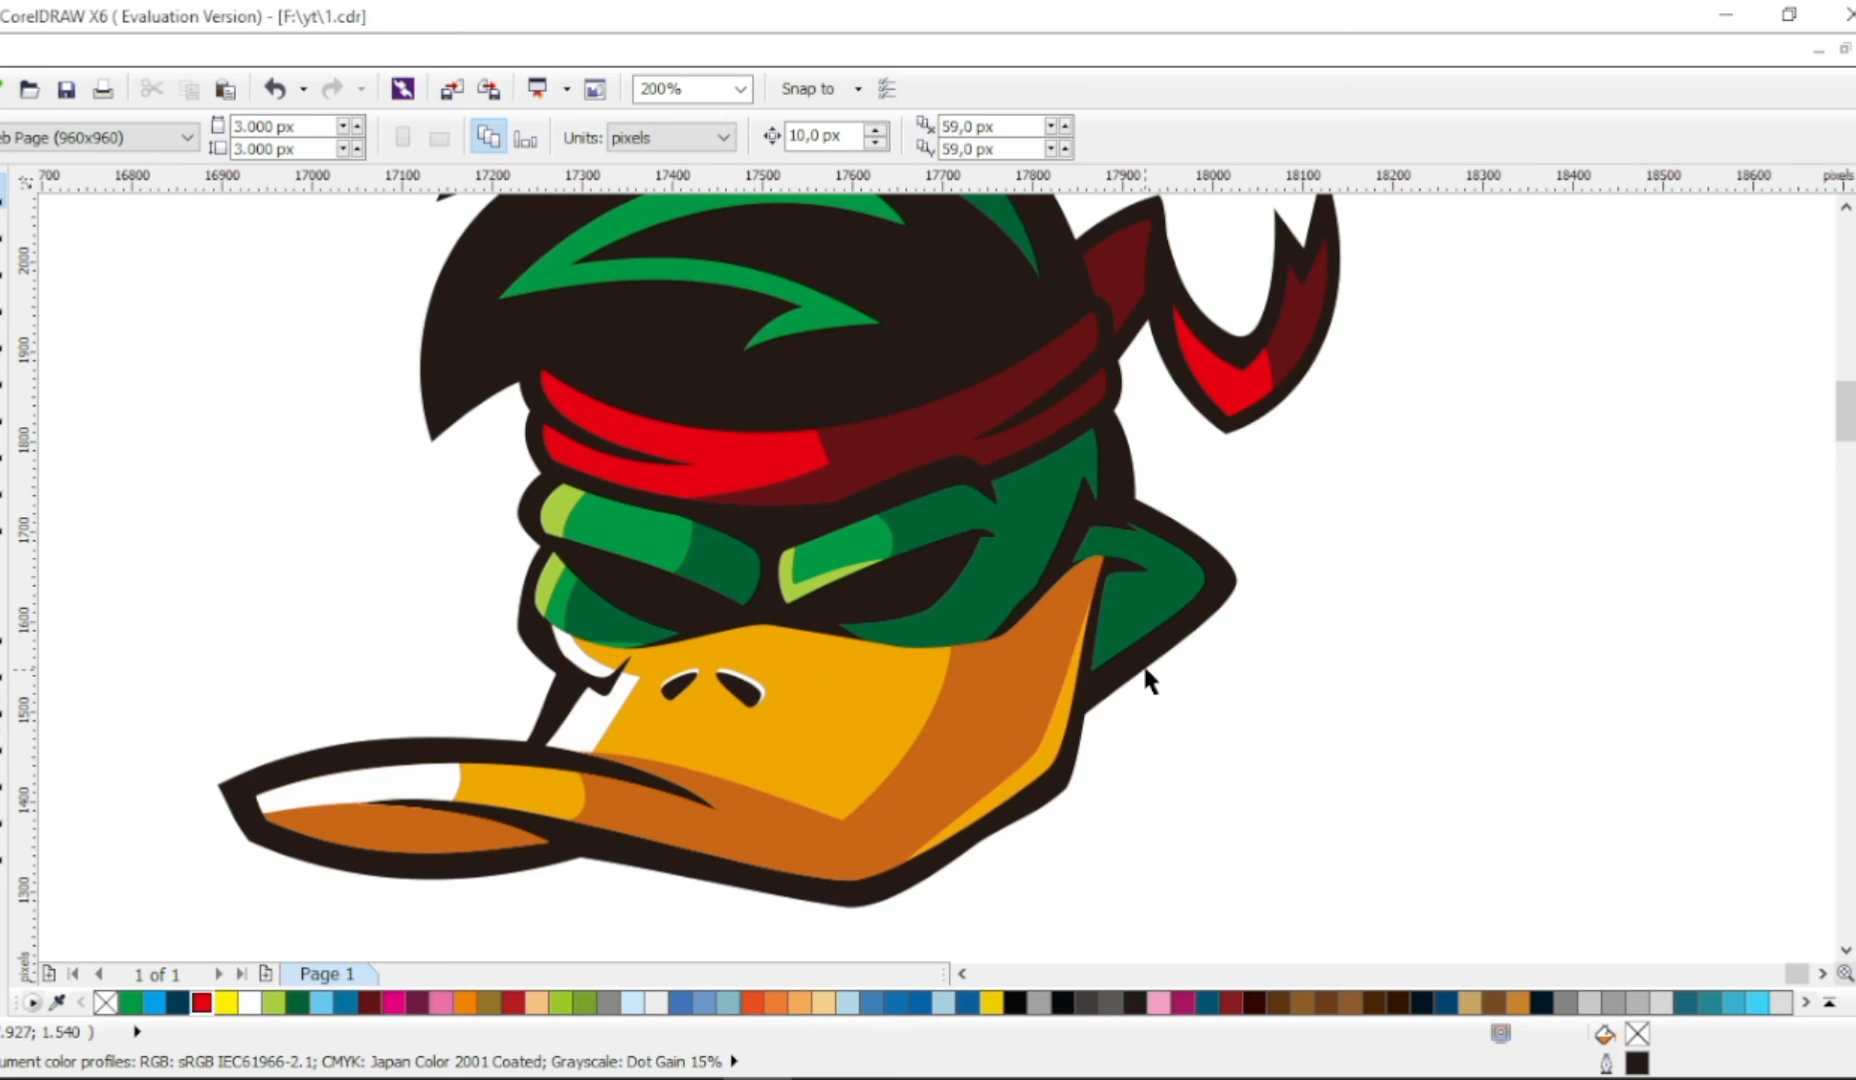 CorelDRAW X6 ( Evaluation Version) - [F:\yt\1.cdr]
200% Snap to
eb Page (960x960) 3.000 px 3.000 px Units: pixels 10,0 px 59,0 px 59,0 px
700 16800 16900 17000 17100 17200 17300 17400 17500 17600 17700 17800 17900 18000 18100 18200 18300 18400 18500 18600 pixels
2000
1900
1800
1700
1600
1500
1400
1300
pixels
1 of 1 Page 1
.927; 1.540 )
ument color profiles: RGB: sRGB IEC61966-2.1; CMYK: Japan Color 2001 Coated; Grayscale: Dot Gain 15%